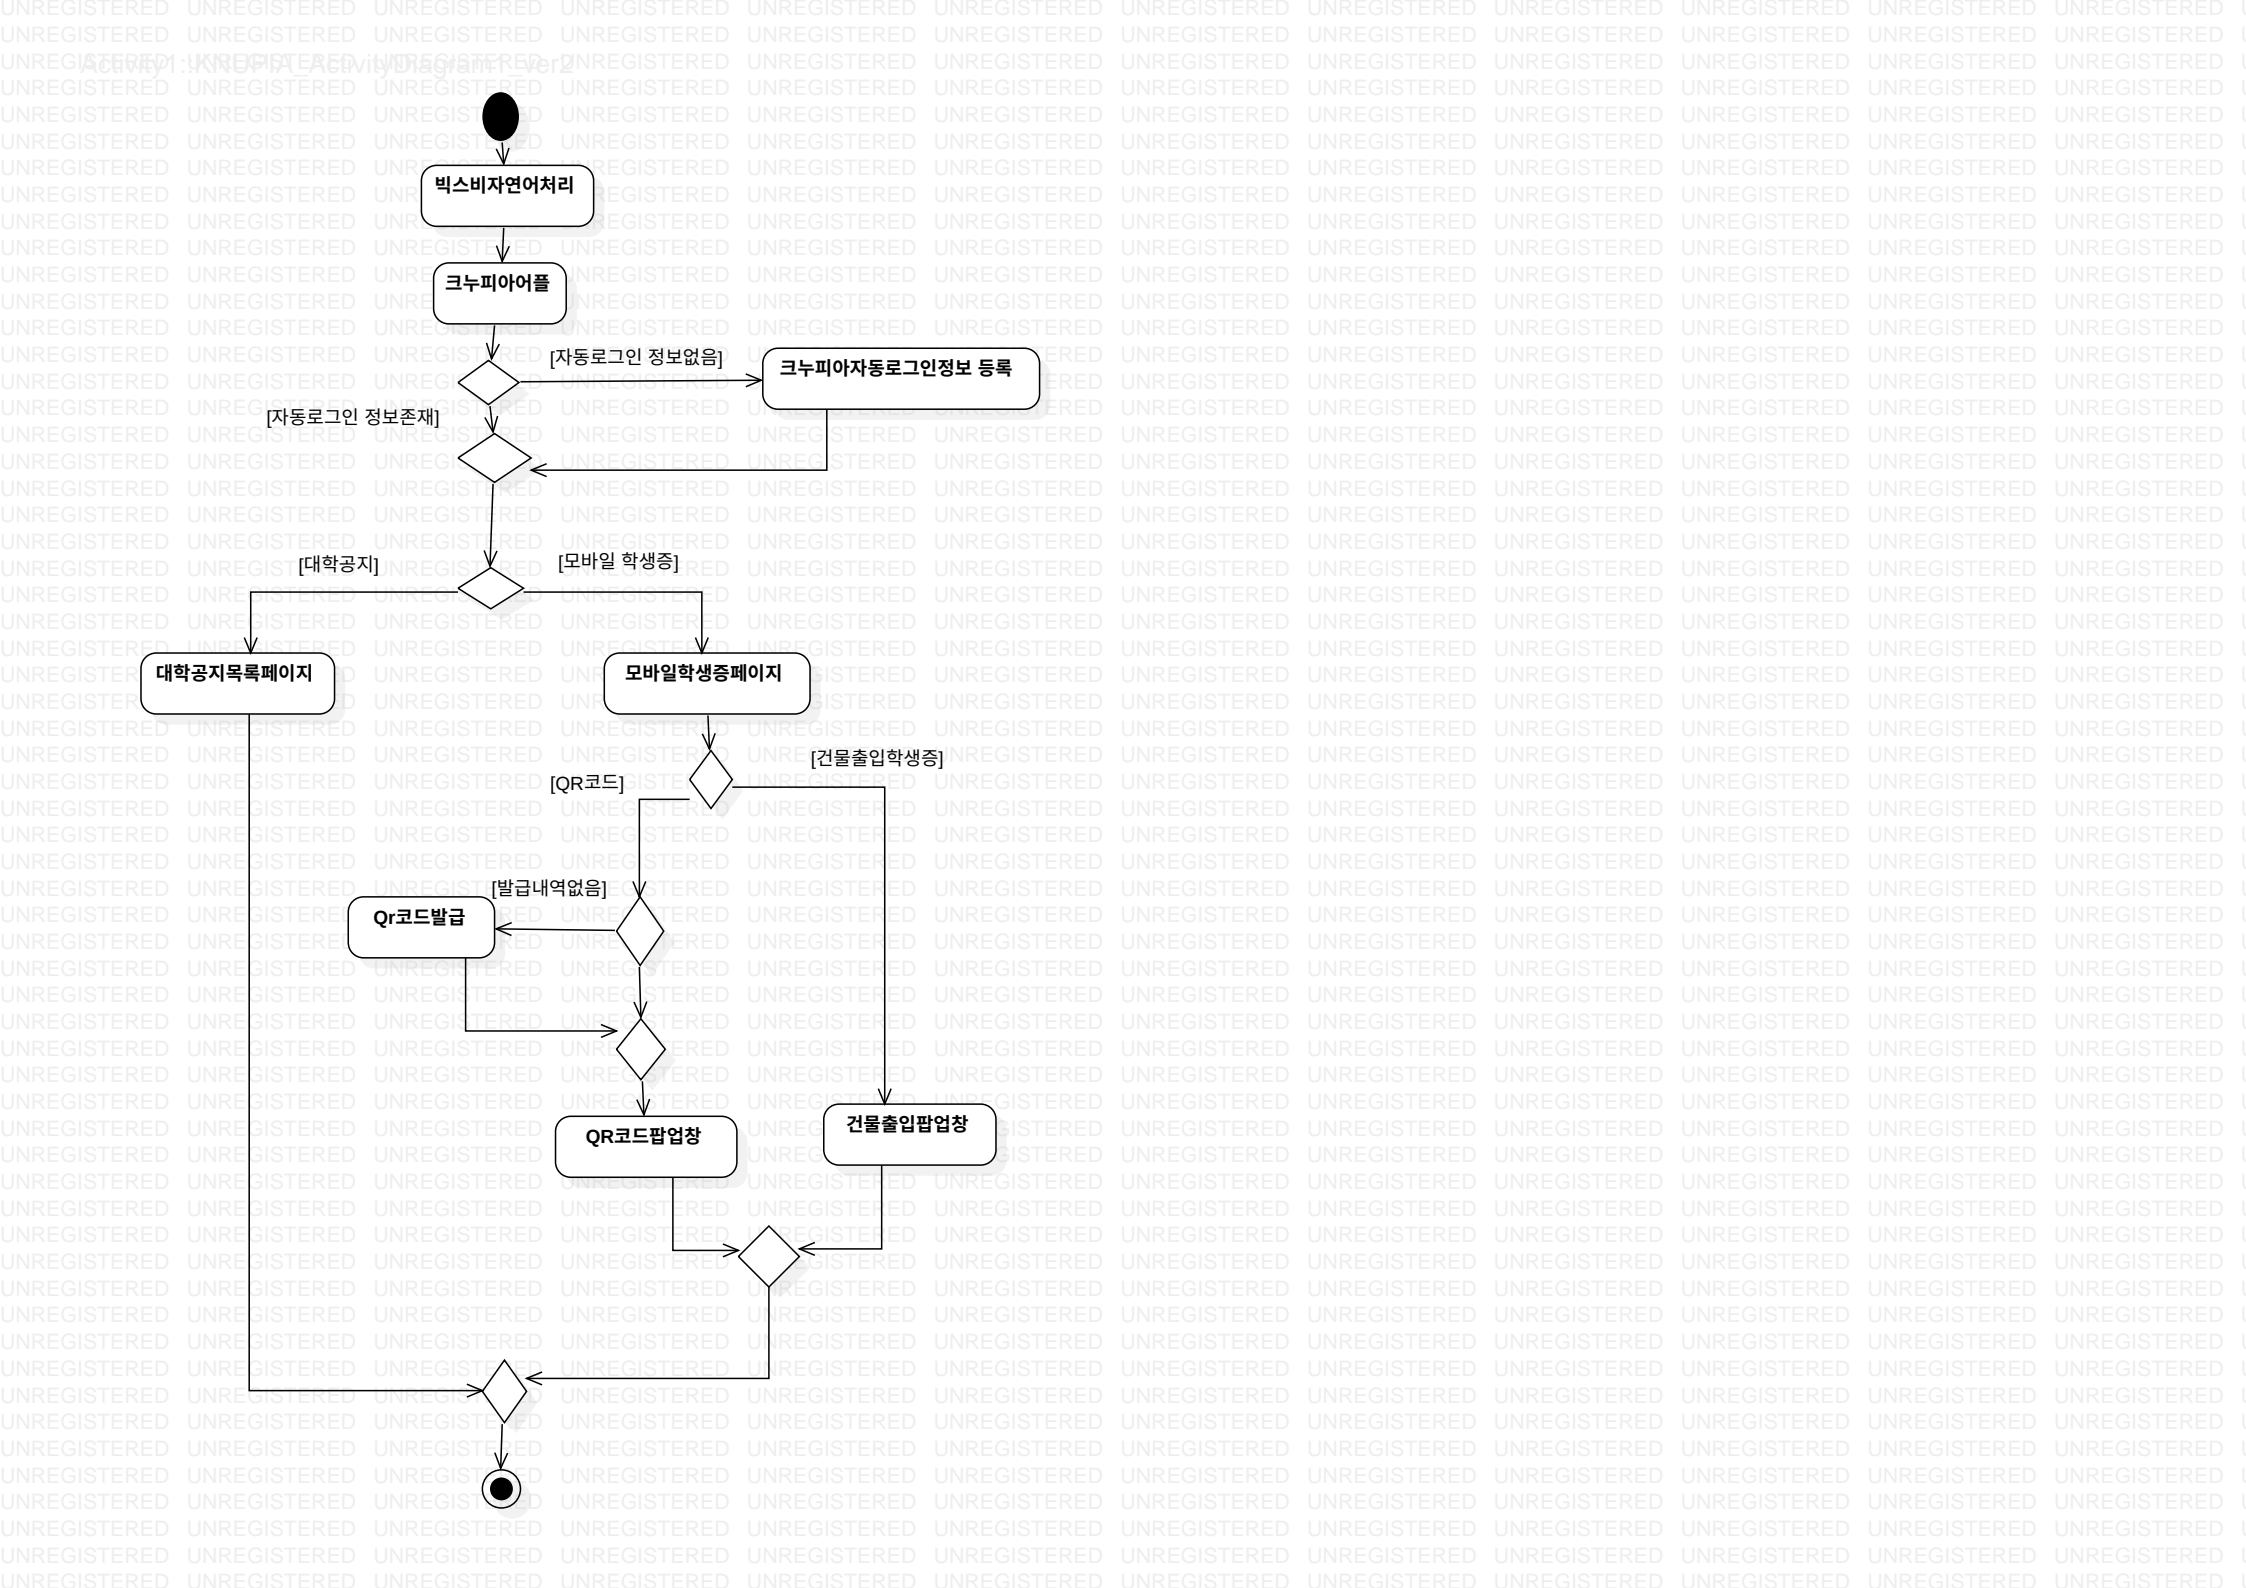 Activity1::KNUPIA_ActivityDiagram1_ver2
빅스비자연어처리
크누피아어플
[자동로그인 정보없음]
크누피아자동로그인정보 등록
[자동로그인 정보존재]
[대학공지]
[모바일 학생증]
대학공지목록페이지
모바일학생증페이지
[건물출입학생증]
[QR코드]
[발급내역없음]
Qr코드발급
QR코드팝업창
건물출입팝업창
UNREGISTERED